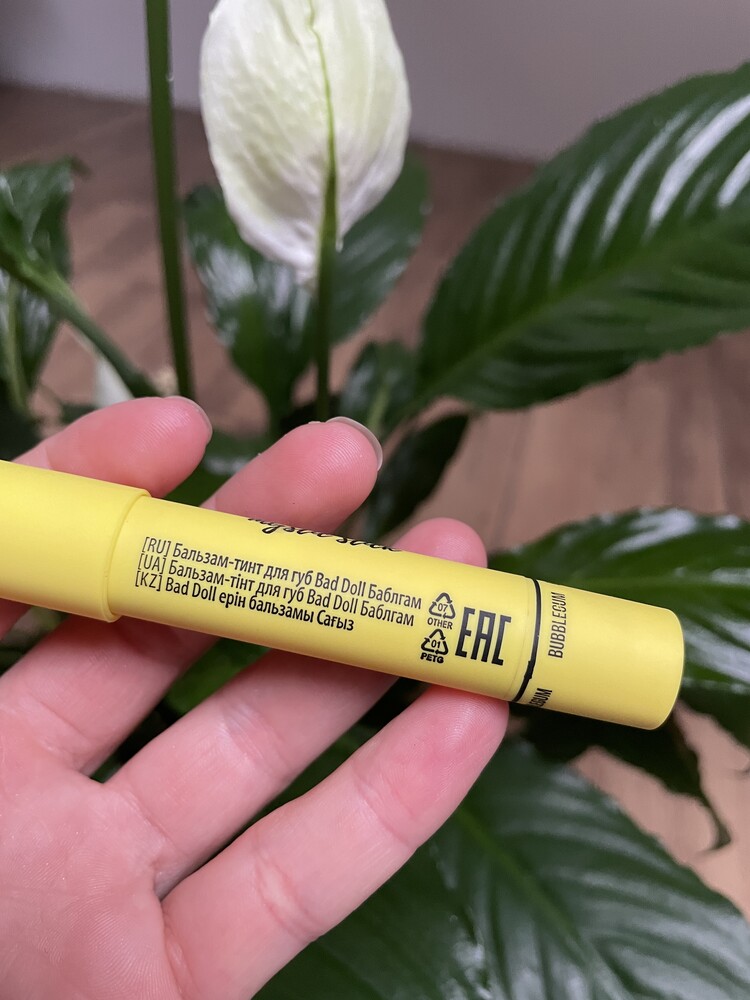 [RU] Бальзам-тинт для губ Bad Doll Баблгам
[UA] Бальзам-тінт для губ Bad Doll Баблгам
[KZ] Bad Doll ерін бальзамы Сағыз
07
OTHER
01
PETG
EAC
BUBBLEGUM